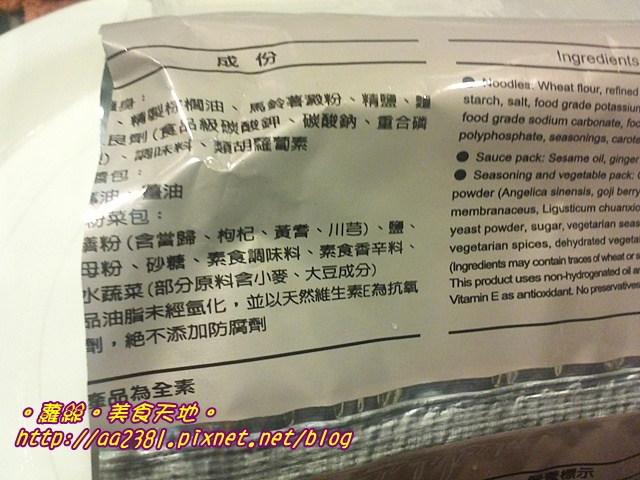 成份
身：
、精製棕櫚油、馬鈴薯澱粉、精鹽、
良劑(食品級碳酸鉀、碳酸鈉、重合磷
)、調味料、類胡蘿蔔素
醬包：
油、薑油
粉菜包：
膳粉(含當歸、枸杞、黃耆、川芎)、鹽、
母粉、砂糖、素食調味料、素食香辛料、
水蔬菜(部分原料含小麥、大豆成分)
品油脂未經氫化，並以天然維生素E為抗氧
劑，絕不添加防腐劑
產品為全素
Ingredients
● Noodles: Wheat flour, refined
starch, salt, food grade potassium
food grade sodium carbonate, foo
polyphosphate, seasonings, carote
● Sauce pack: Sesame oil, ginger
● Seasoning and vegetable pack:
powder (Angelica sinensis, goji berry
membranaceus, Ligusticum chuanxio
yeast powder, sugar, vegetarian seas
vegetarian spices, dehydrated vegeta
(Ingredients may contain traces of wheat or s
This product uses non-hydrogenated oil a
Vitamin E as antioxidant. No preservatives
標示
。蘿絲。美食天地。
http://aa2381.pixnet.net/blog